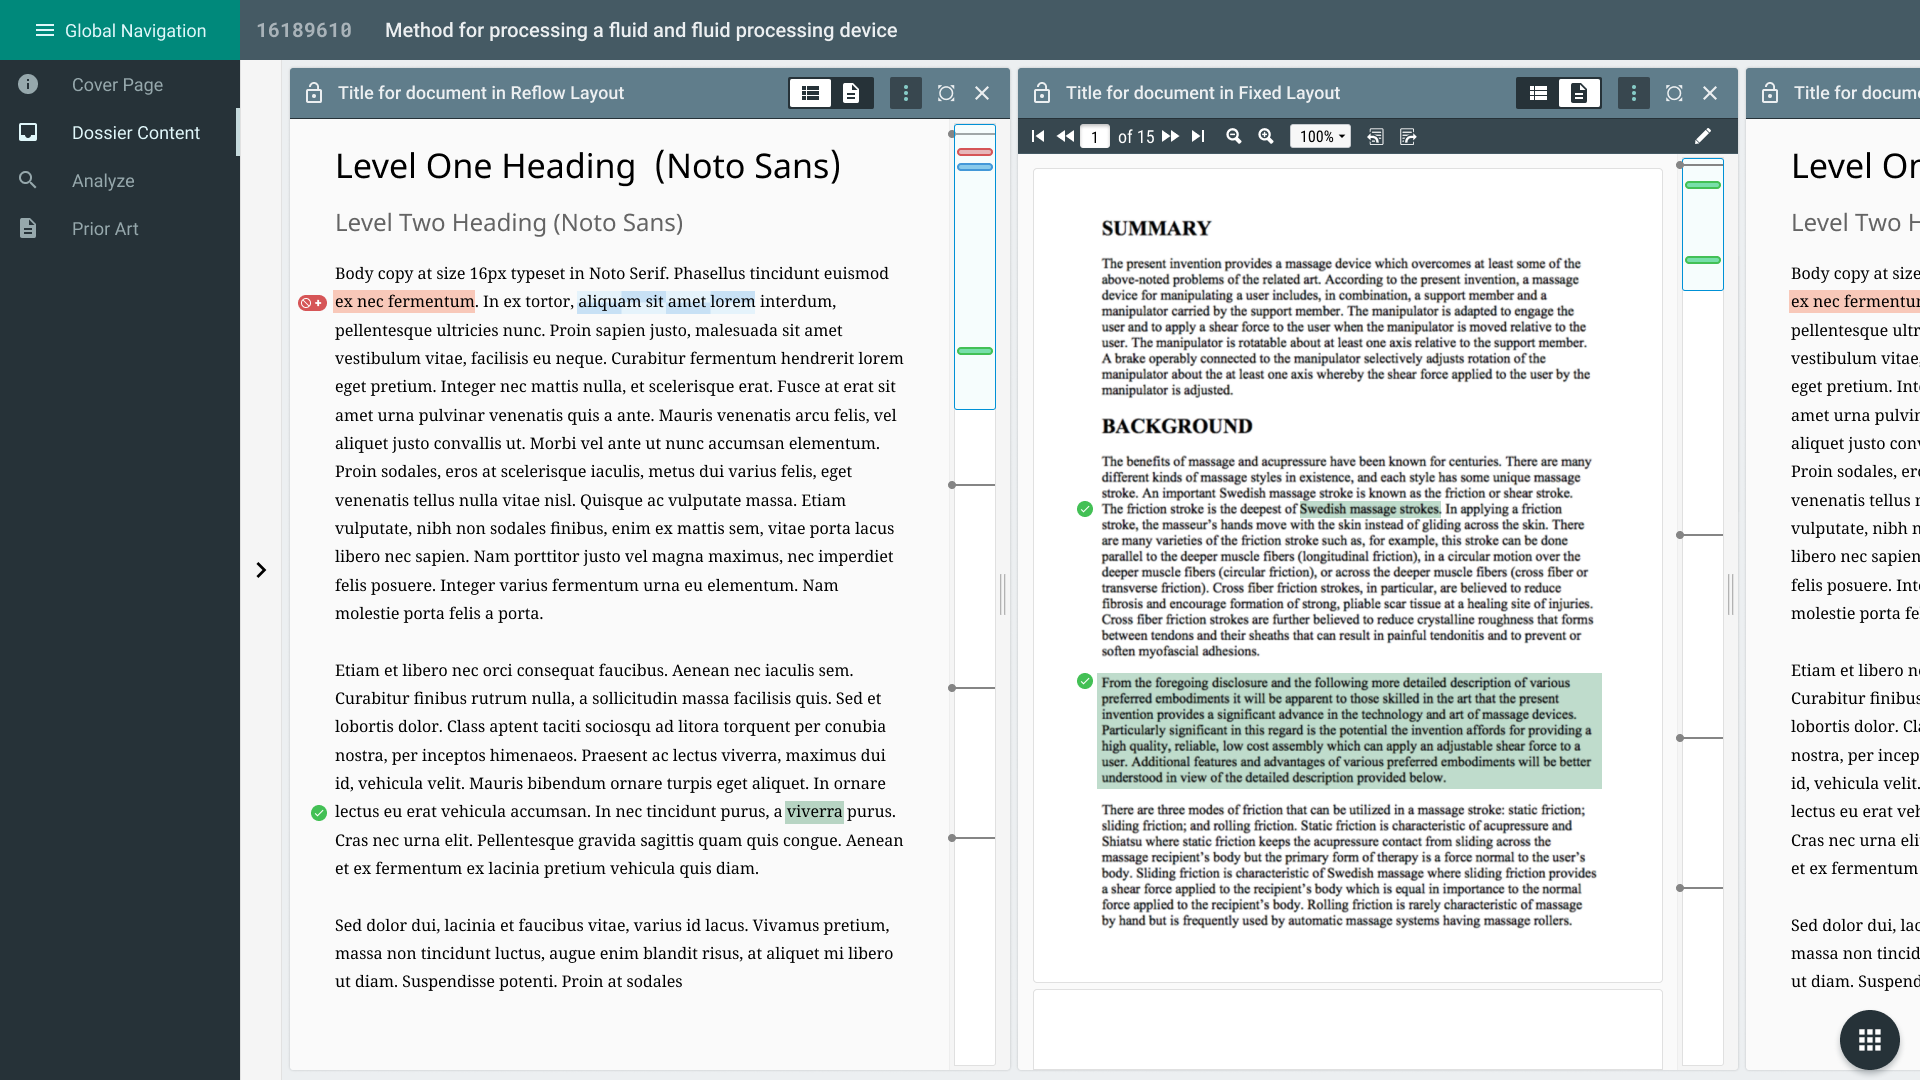 Global Navigation
16189610
Method for processing a fluid and fluid processing device
Cover Page
Dossier Content
Analyze
Prior Art
Title for document in Reflow Layout
Level One Heading (Noto Sans)
Level Two Heading (Noto Sans)
Body copy at size 16px typeset in Noto Serif. Phasellus tincidunt euismod
ex nec fermentum. In ex tortor, aliquam sit amet lorem interdum,
pellentesque ultricies nunc. Proin sapien justo, malesuada sit amet
vestibulum vitae, facilisis eu neque. Curabitur fermentum hendrerit lorem
eget pretium. Integer nec mattis nulla, et scelerisque erat. Fusce at erat sit
amet urna pulvinar venenatis quis a ante. Mauris venenatis arcu felis, vel
aliquet justo convallis ut. Morbi vel ante ut nunc accumsan elementum.
Proin sodales, eros at scelerisque iaculis, metus dui varius felis, eget
venenatis tellus nulla vitae nisl. Quisque ac vulputate massa. Etiam
vulputate, nibh non sodales finibus, enim ex mattis sem, vitae porta lacus
libero nec sapien. Nam porttitor justo vel magna maximus, nec imperdiet
felis posuere. Integer varius fermentum urna eu elementum. Nam
molestie porta felis a porta.
Etiam et libero nec orci consequat faucibus. Aenean nec iaculis sem.
Curabitur finibus rutrum nulla, a sollicitudin massa facilisis quis. Sed et
lobortis dolor. Class aptent taciti sociosqu ad litora torquent per conubia
nostra, per inceptos himenaeos. Praesent ac lectus viverra, maximus dui
id, vehicula velit. Mauris bibendum ornare turpis eget aliquet. In ornare
lectus eu erat vehicula accumsan. In nec tincidunt purus, a viverra purus.
Cras nec urna elit. Pellentesque gravida sagittis quam quis congue. Aenean
et ex fermentum ex lacinia pretium vehicula quis diam.
Sed dolor dui, lacinia et faucibus vitae, varius id lacus. Vivamus pretium,
massa non tincidunt luctus, augue enim blandit risus, at aliquet mi libero
ut diam. Suspendisse potenti. Proin at sodales
Title for document in Fixed Layout
1 of 15 100%
SUMMARY
The present invention provides a massage device which overcomes at least some of the
above-noted problems of the related art. According to the present invention, a massage
device for manipulating a user includes, in combination, a support member and a
manipulator carried by the support member. The manipulator is adapted to engage the
user and to apply a shear force to the user when the manipulator is moved relative to the
user. The manipulator is rotatable about at least one axis relative to the support member.
A brake operably connected to the manipulator selectively adjusts rotation of the
manipulator about the at least one axis whereby the shear force applied to the user by the
manipulator is adjusted.
BACKGROUND
The benefits of massage and acupressure have been known for centuries. There are many
different kinds of massage styles in existence, and each style has some unique massage
stroke. An important Swedish massage stroke is known as the friction or shear stroke.
The friction stroke is the deepest of Swedish massage strokes. In applying a friction
stroke, the masseur's hands move with the skin instead of gliding across the skin. There
are many varieties of the friction stroke such as, for example, this stroke can be done
parallel to the deeper muscle fibers (longitudinal friction), in a circular motion over the
deeper muscle fibers (circular friction), or across the deeper muscle fibers (cross fiber or
transverse friction). Cross fiber friction strokes, in particular, are believed to reduce
fibrosis and encourage formation of strong, pliable scar tissue at a healing site of injuries.
Cross fiber friction strokes are further believed to reduce crystalline roughness that forms
between tendons and their sheaths that can result in painful tendonitis and to prevent or
soften myofascial adhesions.
From the foregoing disclosure and the following more detailed description of various
preferred embodiments it will be apparent to those skilled in the art that the present
invention provides a significant advance in the technology and art of massage devices.
Particularly significant in this regard is the potential the invention affords for providing a
high quality, reliable, low cost assembly which can apply an adjustable shear force to a
user. Additional features and advantages of various preferred embodiments will be better
understood in view of the detailed description provided below.
There are three modes of friction that can be utilized in a massage stroke: static friction;
sliding friction; and rolling friction. Static friction is characteristic of acupressure and
Shiatsu where static friction keeps the acupressure contact from sliding across the
massage recipient's body but the primary form of therapy is a force normal to the user's
body. Sliding friction is characteristic of Swedish massage where sliding friction provides
a shear force applied to the recipient's body which is equal in importance to the normal
force applied to the recipient's body. Rolling friction is rarely characteristic of massage
by hand but is frequently used by automatic massage systems having massage rollers.
Title for docume
Level Or
Level Two H
Body copy at size
ex nec fermentu
pellentesque ultr
vestibulum vitae,
eget pretium. Int
amet urna pulvin
aliquet justo conv
Proin sodales, er
venenatis tellus n
vulputate, nibh n
libero nec sapien
felis posuere. Int
molestie porta fe
Etiam et libero n
Curabitur finibus
lobortis dolor. Cl
nostra, per incep
id, vehicula velit.
lectus eu erat veh
Cras nec urna eli
et ex fermentum
Sed dolor dui, lac
massa non tincid
ut diam. Suspend